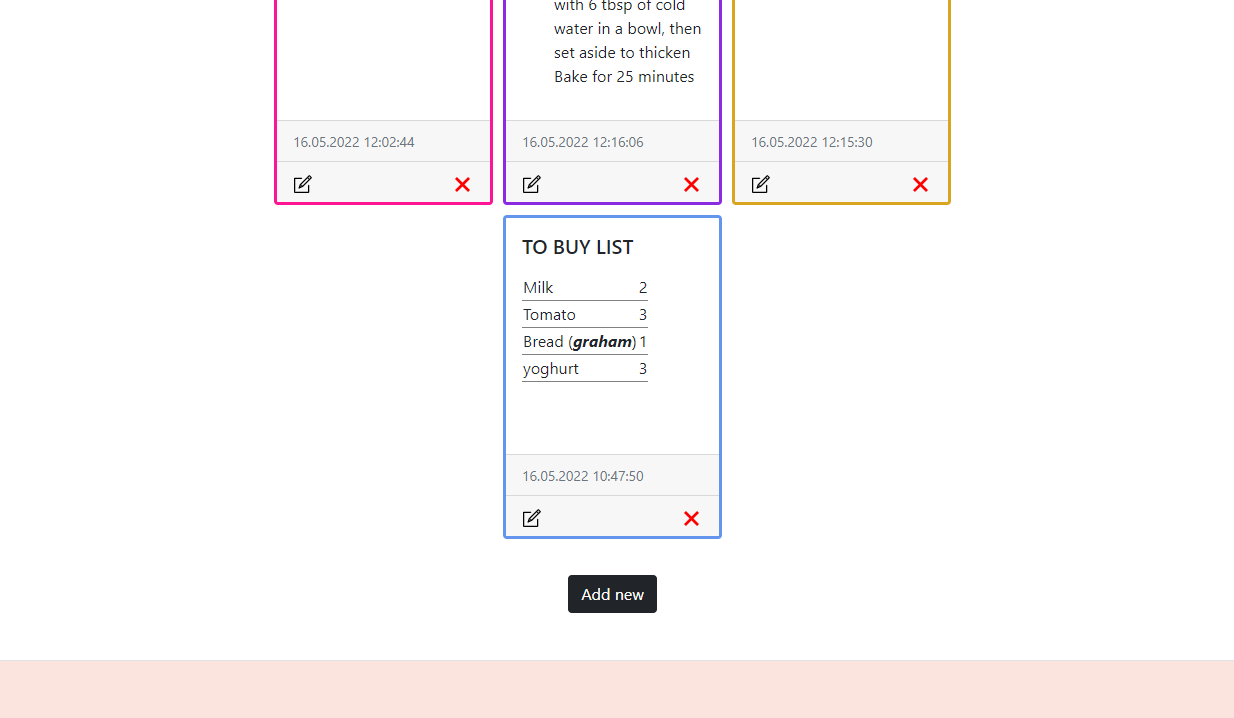 with 6 tbsp of cold
water in a bowl, then
set aside to thicken
Bake for 25 minutes
16.05.2022 12:02:44
16.05.2022 12:16:06
16.05.2022 12:15:30
TO BUY LIST
Milk 2
Tomato 3
Bread (graham) 1
yoghurt 3
16.05.2022 10:47:50
Add new